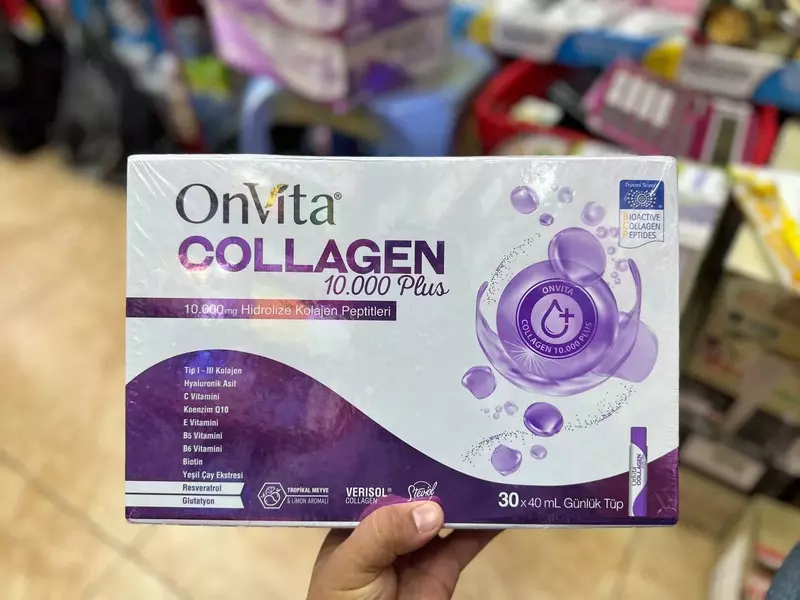 OnVita®
COLLAGEN
10.000 Plus
10.000mg Hidrolize Kolajen Peptitleri
Tip I - III Kolajen
Hyaluronik Asit
C Vitamini
Koenzim Q10
E Vitamini
B5 Vitamini
B6 Vitamini
Biotin
Yeşil Çay Ekstresi
Resveratrol
Glutatyon
TROPİKAL MEYVE
& LİMON AROMALI
VERISOL®
COLLAGEN
30 x 40 mL Günlük Tüp
BIOACTIVE
COLLAGEN
PEPTIDES
ONVITA
COLLAGEN 10.000 PLUS
OnVita
COLLAGEN